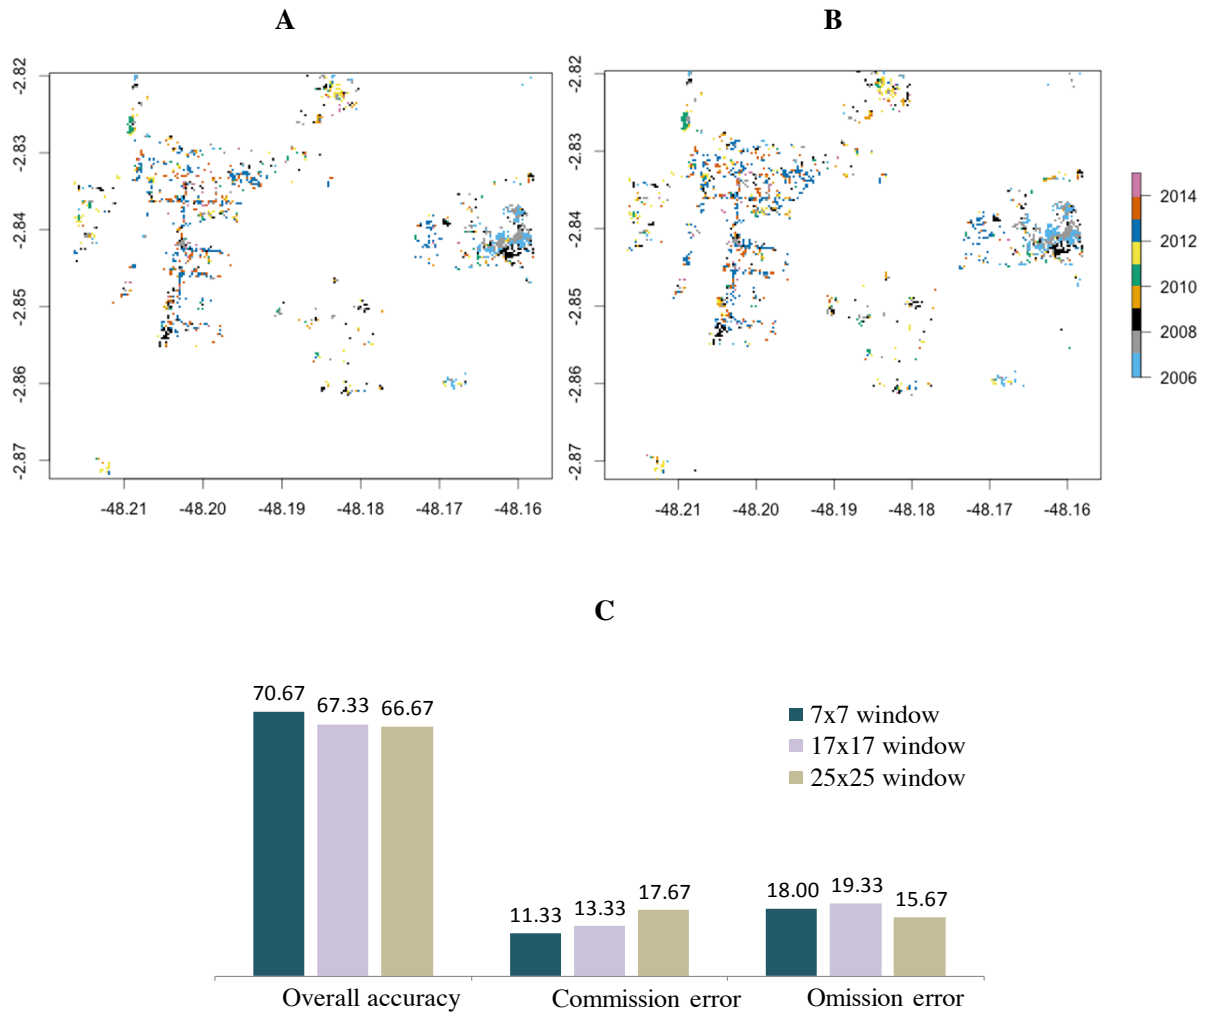 A
B
-2.82
-2.83
-2.84
-2.85
-2.86
-2.87
-48.21 -48.20 -48.19 -48.18 -48.17 -48.16
-2.82
-2.83
-2.84
-2.85
-2.86
-2.87
-48.21 -48.20 -48.19 -48.18 -48.17 -48.16
2014
2012
2010
2008
2006
C
70.67 67.33 66.67
11.33 13.33 17.67
18.00 19.33 15.67
7x7 window
17x17 window
25x25 window
Overall accuracy
Commission error
Omission error